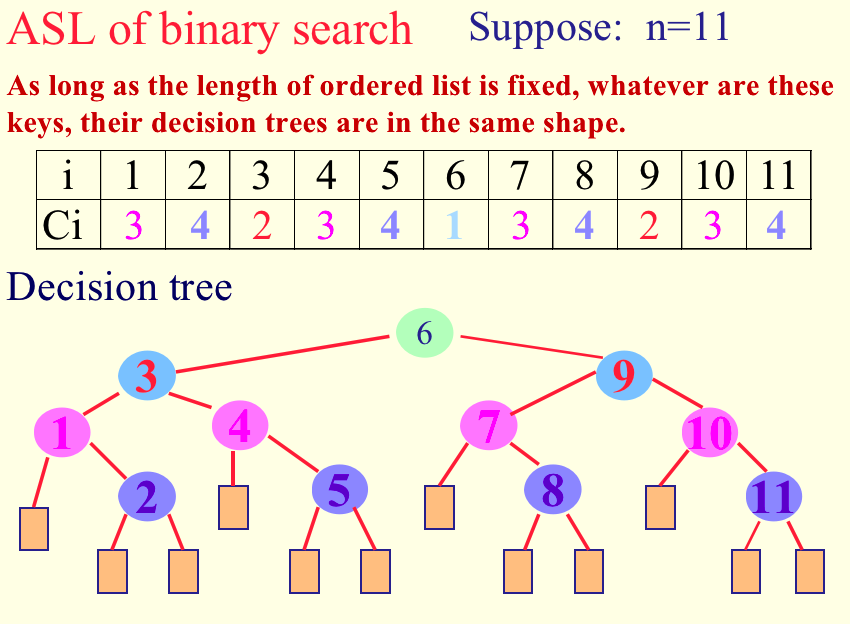 ASL of binary search Suppose: n=11
As long as the length of ordered list is fixed, whatever are these
keys, their decision trees are in the same shape.
i 1 2 3 4 5 6 7 8 9 10 11
Ci 3 4 2 3 4 1 3 4 2 3 4
Decision tree
6
3 9
1 4 7 10
2 5 8 11